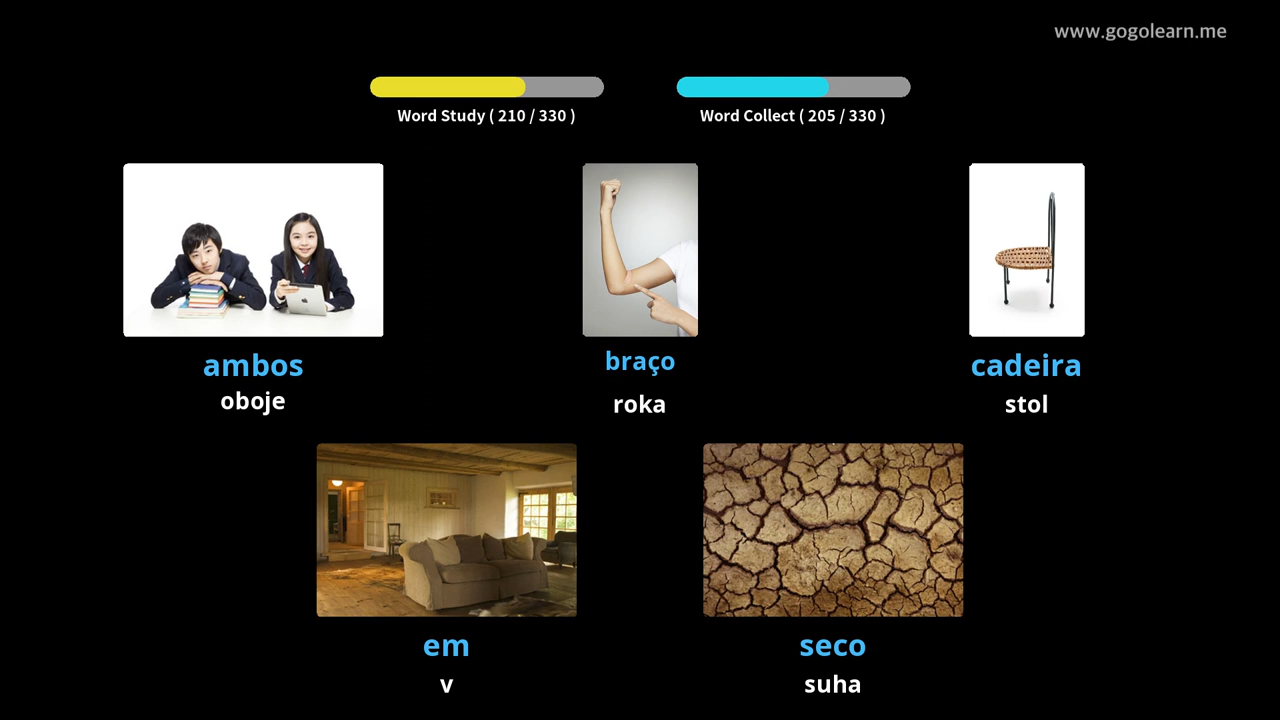 www.gogolearn.me
Word Study ( 210 / 330 )
Word Collect ( 205 / 330 )
ambos
oboje
braço
roka
cadeira
stol
em
v
seco
suha